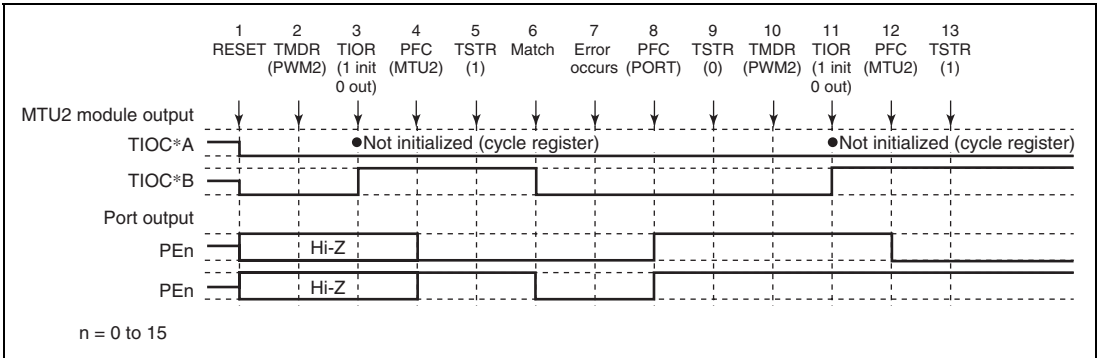 1 2 3 4 5 6 7 8 9 10 11 12 13
RESET TMDR TIOR PFC TSTR Match Error PFC TSTR TMDR TIOR PFC TSTR
(PWM2) (1 init (MTU2) (1) occurs (PORT) (0) (PWM2) (1 init (MTU2) (1)
0 out) 0 out)
MTU2 module output
TIOC*A ●Not initialized (cycle register) ●Not initialized (cycle register)
TIOC*B
Port output
PEn Hi-Z
PEn Hi-Z
n = 0 to 15